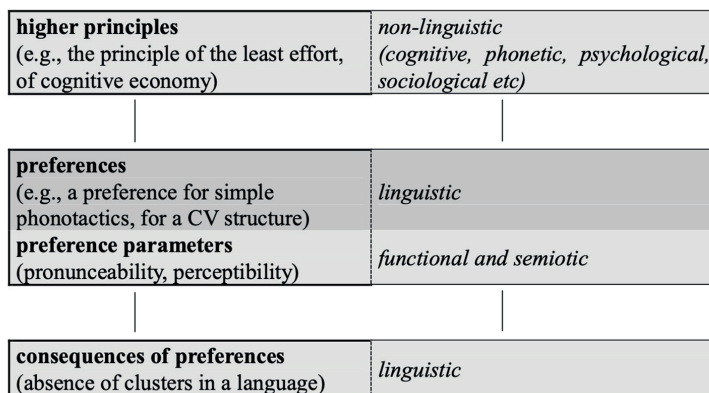 higher principles
(e.g., the principle of the least effort,
of cognitive economy)
non-linguistic
(cognitive, phonetic, psychological,
sociological etc)
preferences
(e.g., a preference for simple
phonotactics, for a CV structure)
linguistic
preference parameters
(pronunceability, perceptibility)
functional and semiotic
consequences of preferences
(absence of clusters in a language)
linguistic